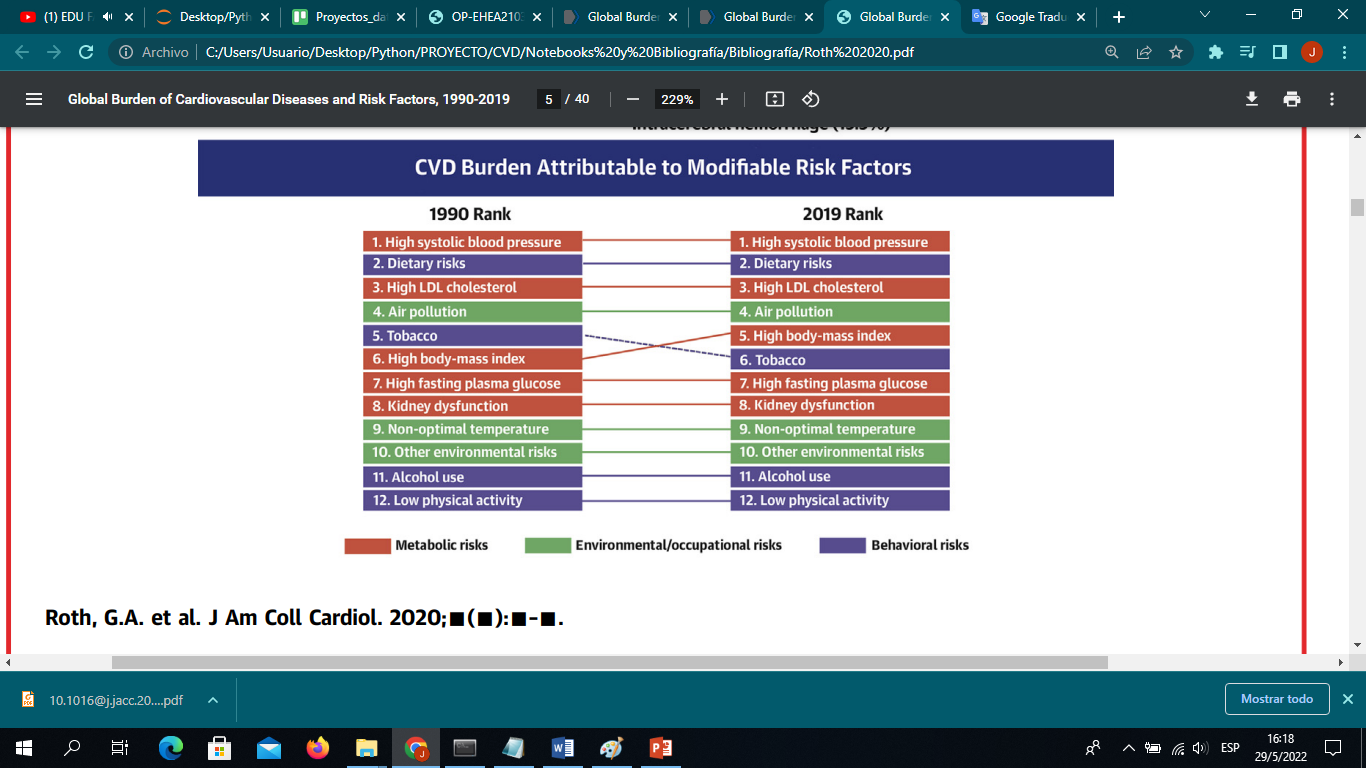 (1) EDU F
Desktop/Pyth
Proyectos_da
OP-EHEA2103
Global Burde
Global Burde
Global Burde
Google Tradu
Archivo C:/Users/Usuario/Desktop/Python/PROYECTO/CVD/Notebooks%20y%20Bibliografía/Bibliografía/Roth%202020.pdf J
Global Burden of Cardiovascular Diseases and Risk Factors, 1990-2019 5 / 40 229%
CVD Burden Attributable to Modifiable Risk Factors
1990 Rank 2019 Rank
1. High systolic blood pressure 1. High systolic blood pressure
2. Dietary risks 2. Dietary risks
3. High LDL cholesterol 3. High LDL cholesterol
4. Air pollution 4. Air pollution
5. Tobacco 5. High body-mass index
6. High body-mass index 6. Tobacco
7. High fasting plasma glucose 7. High fasting plasma glucose
8. Kidney dysfunction 8. Kidney dysfunction
9. Non-optimal temperature 9. Non-optimal temperature
10. Other environmental risks 10. Other environmental risks
11. Alcohol use 11. Alcohol use
12. Low physical activity 12. Low physical activity
Metabolic risks Environmental/occupational risks Behavioral risks
Roth, G.A. et al. J Am Coll Cardiol. 2020;■(■):■-■.
10.1016@j.jacc.20....pdf Mostrar todo
ESP 16:18
29/5/2022